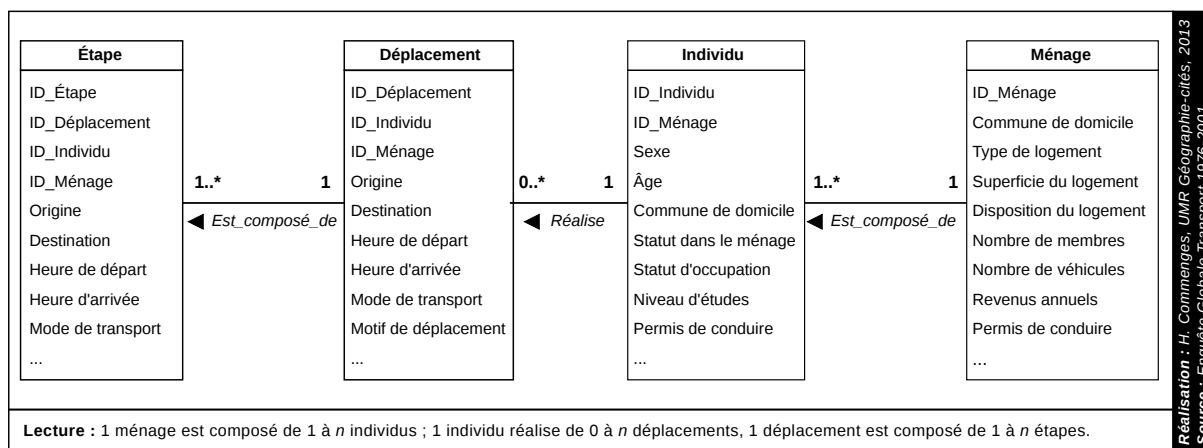 Étape
ID_Étape
ID_Déplacement
ID_Individu
ID_Ménage
Origine
Destination
Heure de départ
Heure d'arrivée
Mode de transport
...
1..*
1
Est_composé_de
Déplacement
ID_Déplacement
ID_Individu
ID_Ménage
Origine
Destination
Heure de départ
Heure d'arrivée
Mode de transport
Motif de déplacement
...
0..*
1
Réalise
Individu
ID_Individu
ID_Ménage
Sexe
Âge
Commune de domicile
Statut dans le ménage
Statut d'occupation
Niveau d'études
Permis de conduire
...
1..*
1
Est_composé_de
Ménage
ID_Ménage
Commune de domicile
Type de logement
Superficie du logement
Disposition du logement
Nombre de membres
Nombre de véhicules
Revenus annuels
Permis de conduire
...
Lecture : 1 ménage est composé de 1 à n individus ; 1 individu réalise de 0 à n déplacements, 1 déplacement est composé de 1 à n étapes.
Réalisation : H. Commenges, UMR Géographie-cités, 2013
Enquête Globale Transport 1976-2001